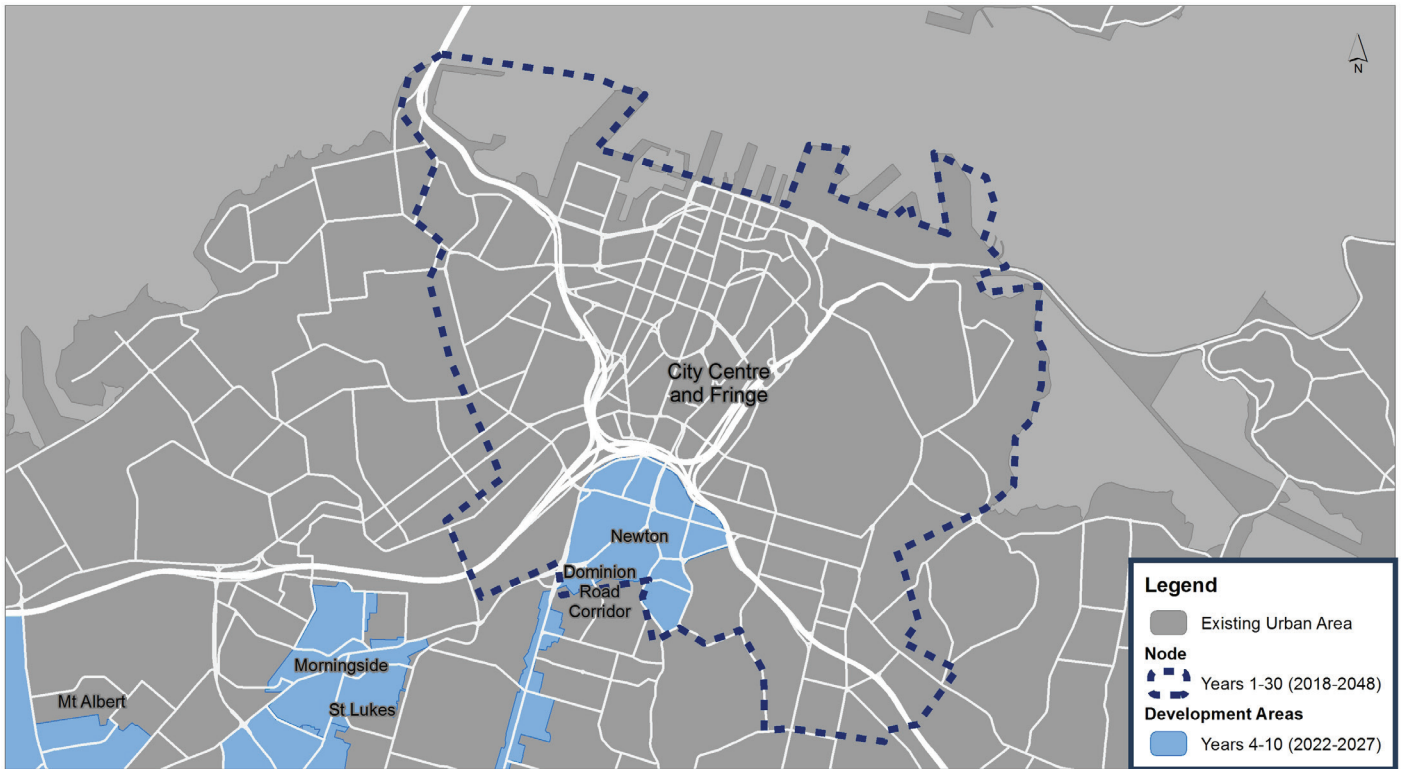 N
City Centre
and Fringe
Newton
Dominion
Road
Corridor
Morningside
Mt Albert
St Lukes
Legend
Existing Urban Area
Node
Years 1-30 (2018-2048)
Development Areas
Years 4-10 (2022-2027)